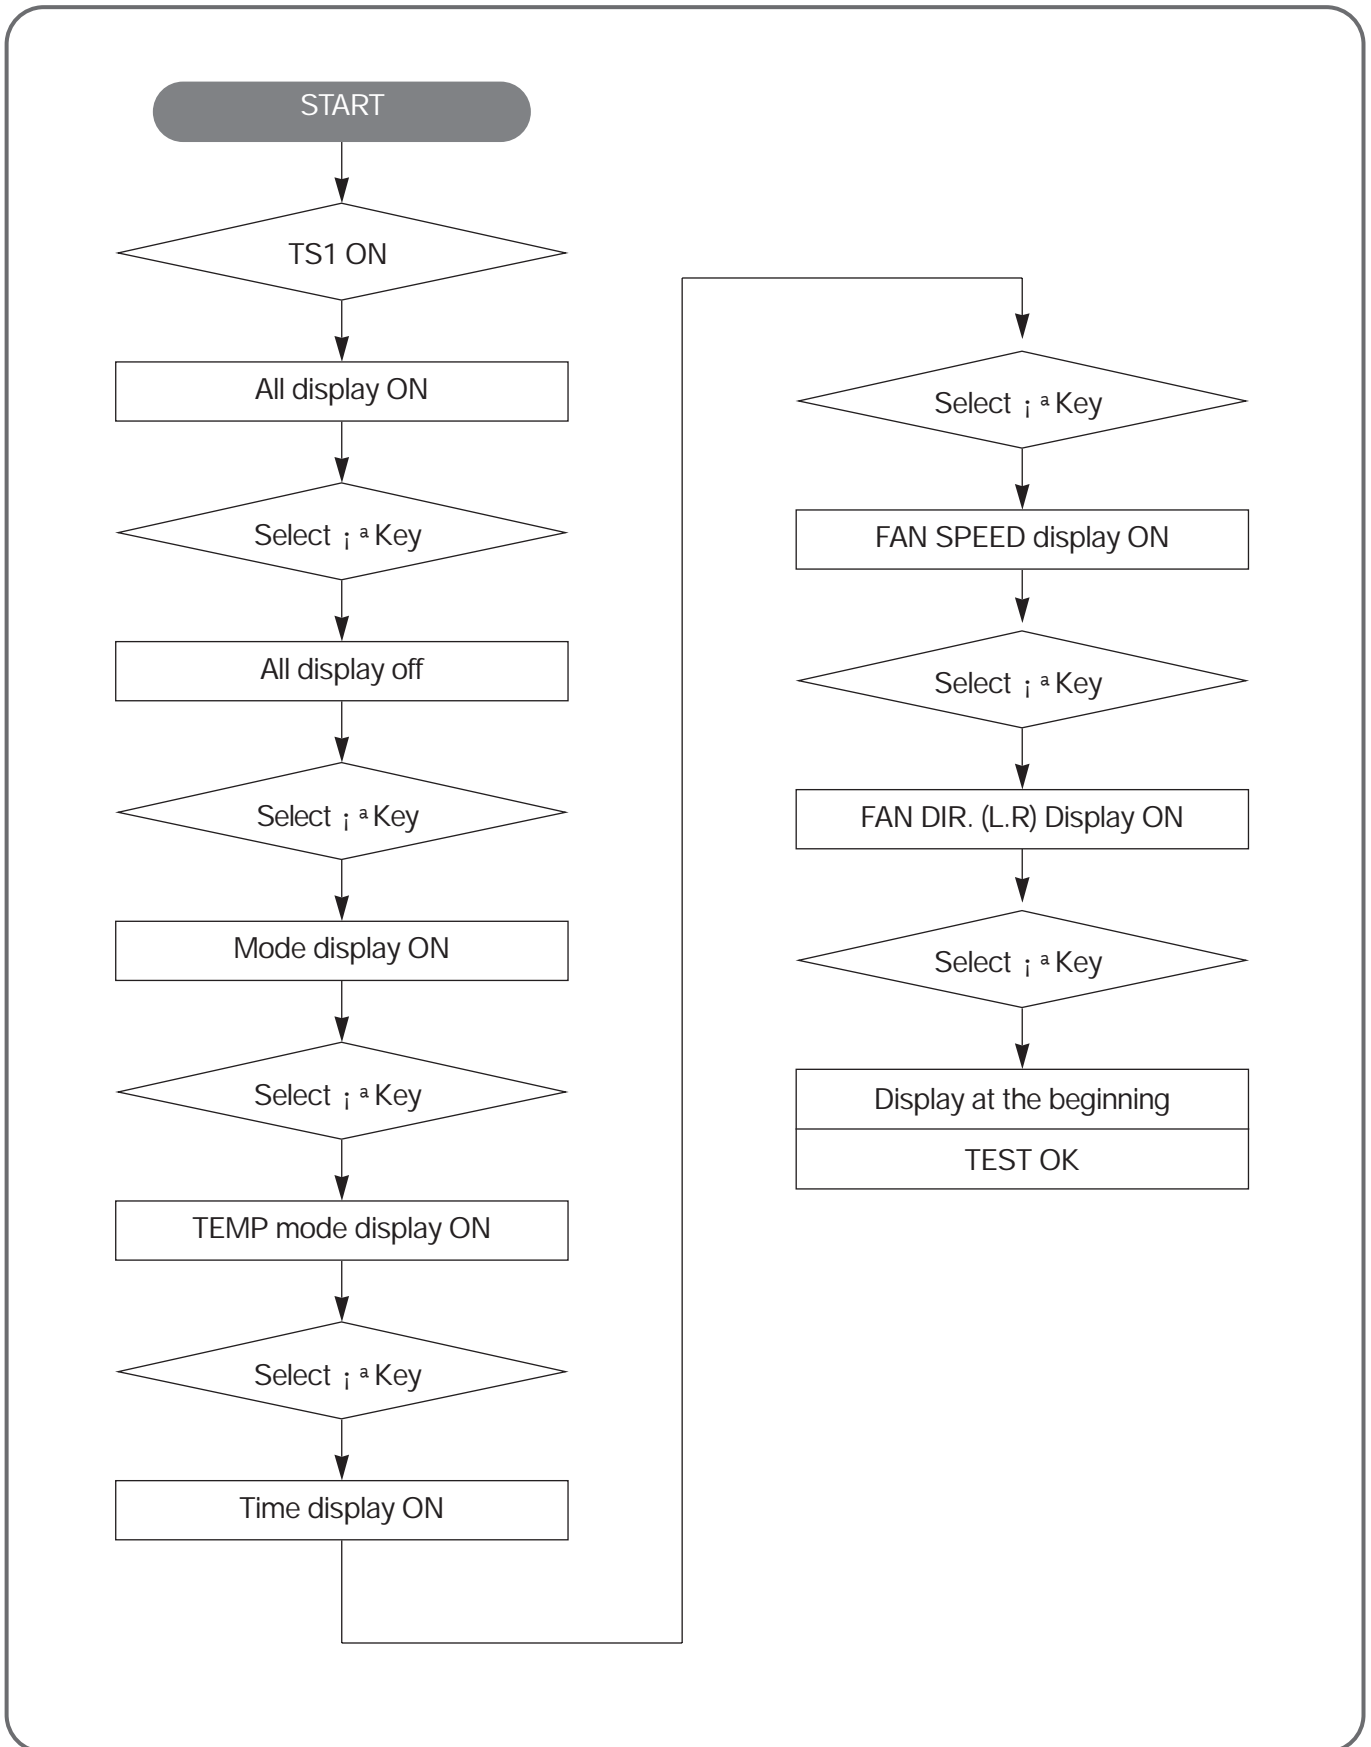 START
TS1 ON
All display ON
Select ¡ª Key
All display off
Select ¡ª Key
Mode display ON
Select ¡ª Key
TEMP mode display ON
Select ¡ª Key
Time display ON
Select ¡ª Key
FAN SPEED display ON
Select ¡ª Key
FAN DIR. (L.R) Display ON
Select ¡ª Key
Display at the beginning
TEST OK